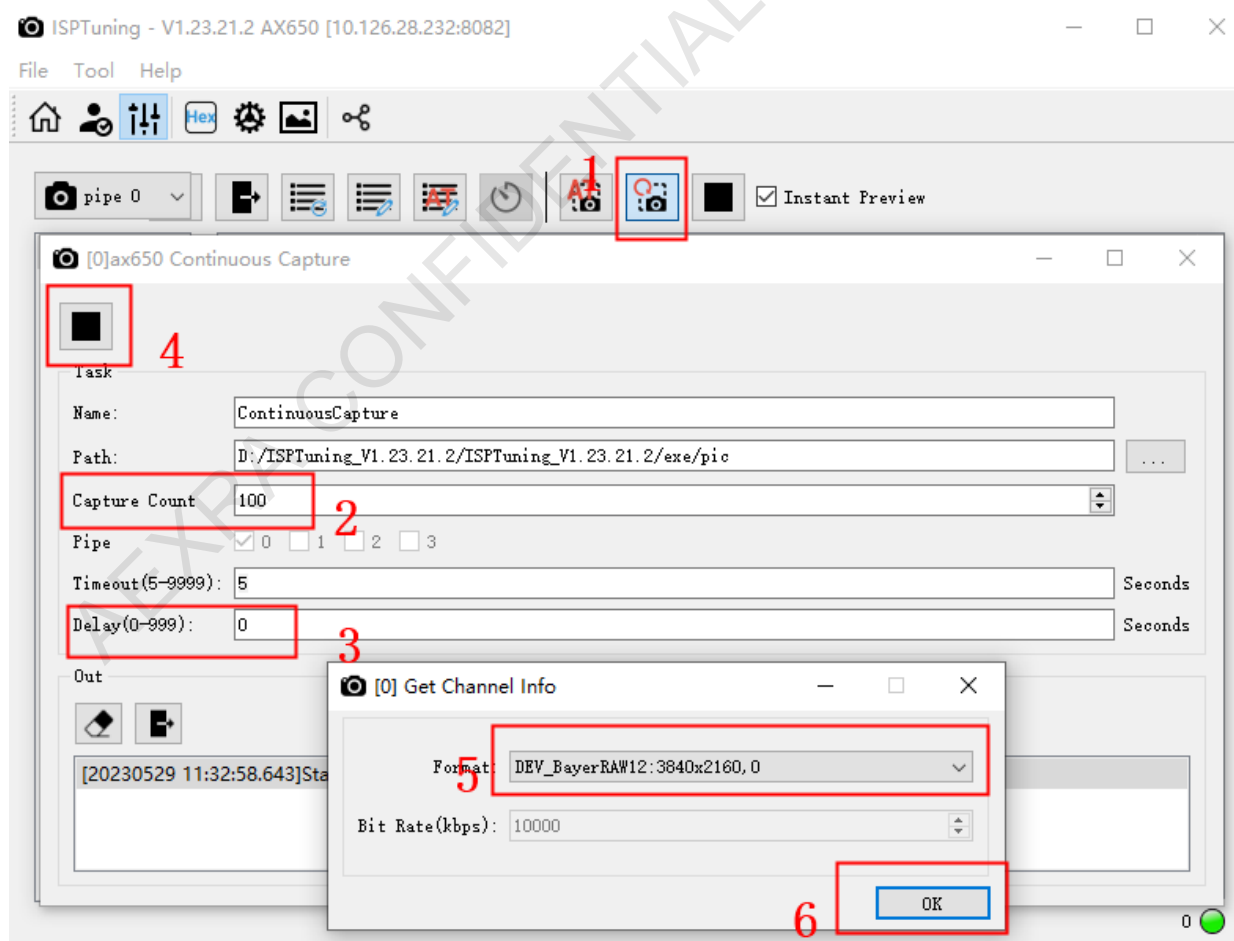 ISPTuning - V1.23.21.2 AX650 [10.126.28.232:8082]
File Tool Help
Hex
pipe 0
AT
AT
Instant Preview
1
[0]ax650 Continuous Capture
4
Task
Name: ContinuousCapture
Path: D:/ISPTuning_V1.23.21.2/ISPTuning_V1.23.21.2/exe/pic ...
Capture Count 100
2
Pipe 0 1 2 3
Timeout(5-9999): 5 Seconds
Delay(0-999): 0 Seconds
3
Out
[0] Get Channel Info
[20230529 11:32:58.643]Sta
Format: DEV_BayerRAW12:3840x2160,0
5
Bit Rate(kbps): 10000
OK
6
0
AEXPA CONFIDENTIAL